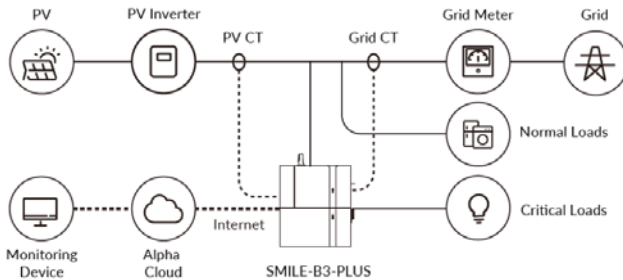 PV
PV Inverter
PV CT
Grid CT
Grid Meter
Grid
Normal Loads
Internet
Critical Loads
Monitoring
Device
Alpha
Cloud
SMILE-B3-PLUS